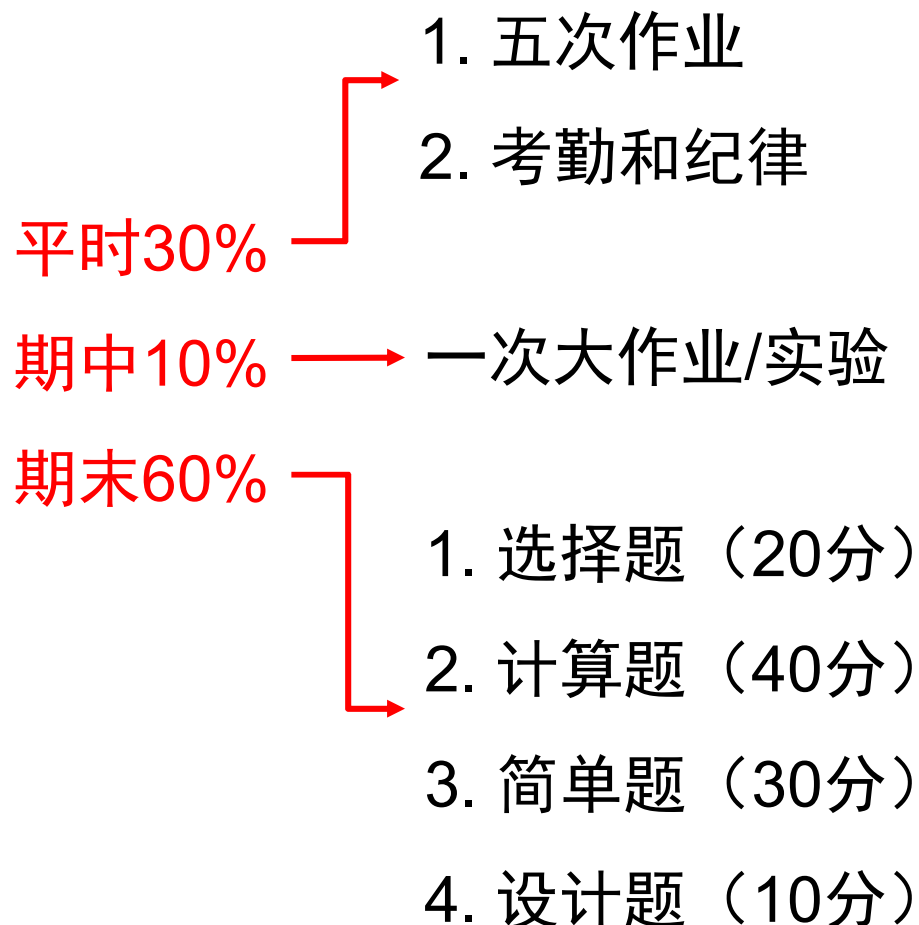 1. 五次作业
2. 考勤和纪律
平时30%
期中10%
一次大作业/实验
期末60%
1. 选择题（20分）
2. 计算题（40分）
3. 简单题（30分）
4. 设计题（10分）